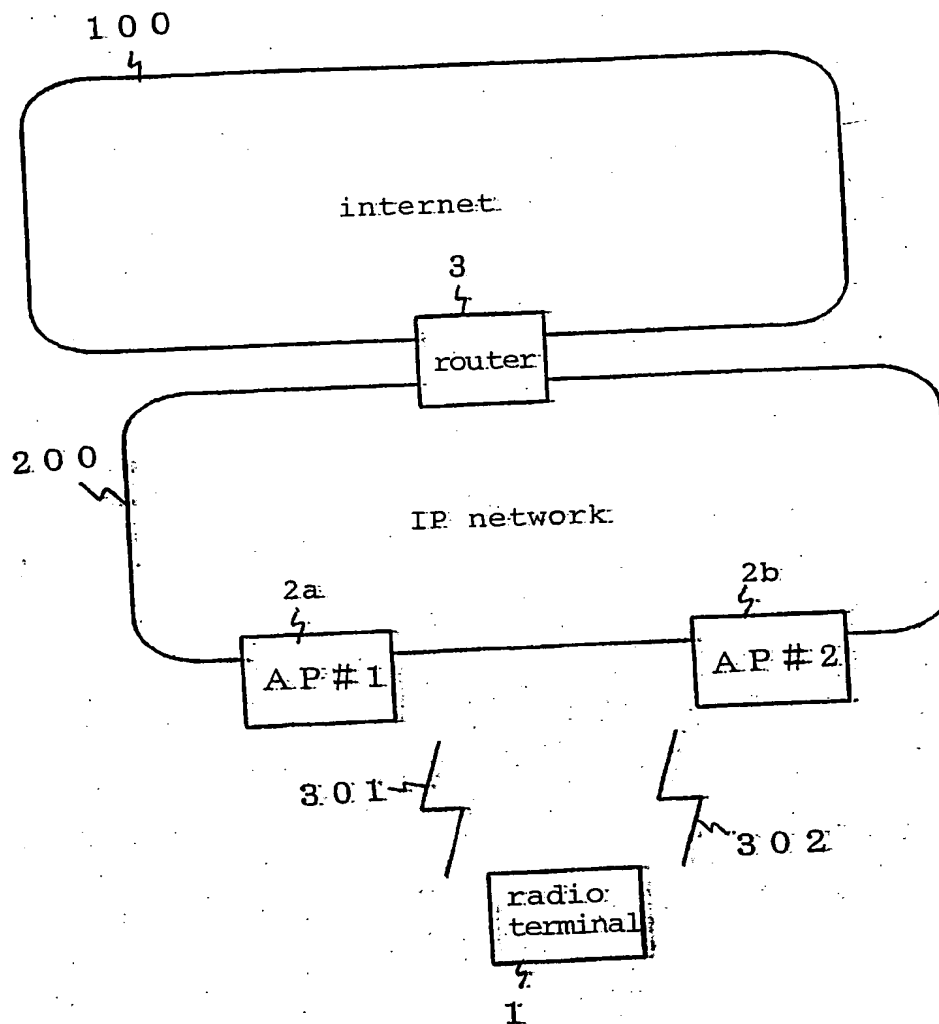 100
internet
3
router
200
IP network
2a
2b
AP#1
AP#2
301
302
radio
terminal
1